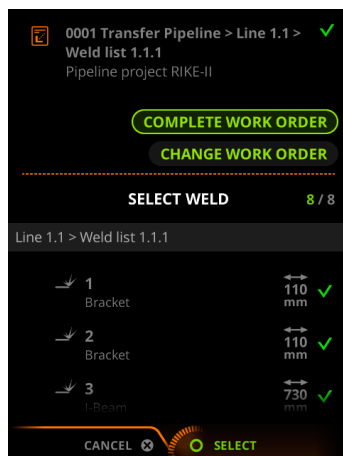 0001 Transfer Pipeline > Line 1.1 >
Weld list 1.1.1
Pipeline project RIKE-II
COMPLETE WORK ORDER
CHANGE WORK ORDER
SELECT WELD 8 / 8
Line 1.1 > Weld list 1.1.1
1 110
Bracket mm
2 110
Bracket mm
3 730
I-Beam mm
CANCEL SELECT